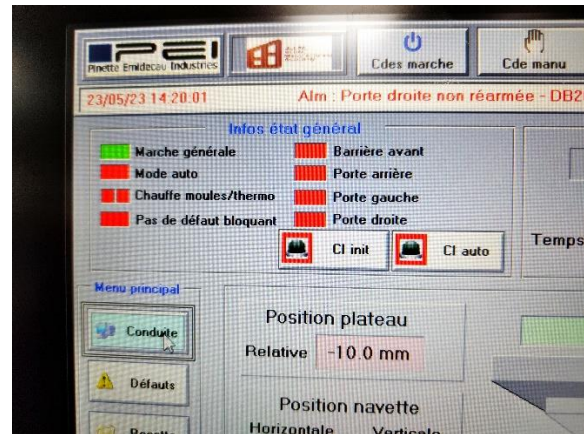 PEI
Pinette Emidecau Industries
Cdes marche
Cde manu
23/05/23 14:20:01 Alm : Porte droite non réarmée - DB2
Infos état général
Marche générale Barrière avant
Mode auto Porte arrière
Chauffe moules/thermo Porte gauche
Pas de défaut bloquant Porte droite
CI init CI auto
Temps
Menu principal
Conduite
Position plateau
Relative -10.0 mm
Défauts
Position navette
Horizontale Verticale